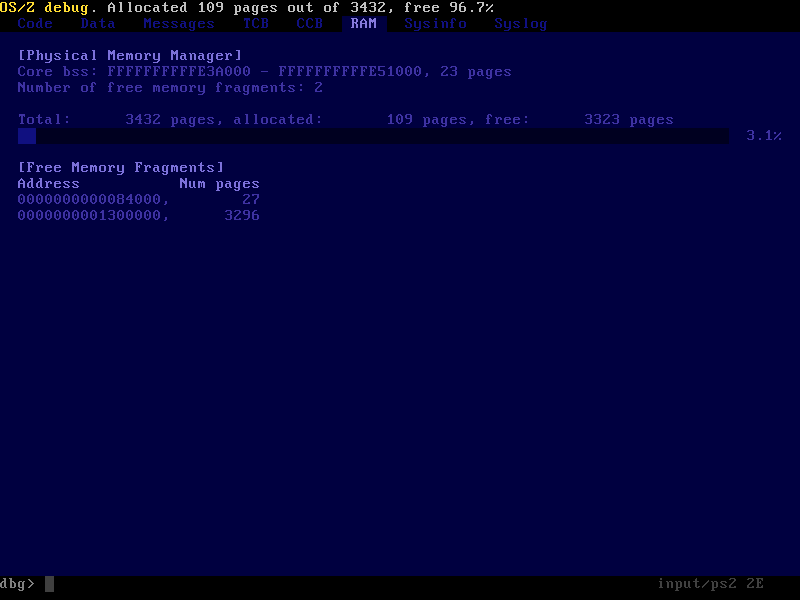 OS/Z debug. Allocated 109 pages out of 3432, free 96.7%
Code Data Messages TCB CCB RAM Sysinfo Syslog
[Physical Memory Manager]
Core bss: FFFFFFFFFFE3A000 - FFFFFFFFFFE51000, 23 pages
Number of free memory fragments: 2
Total: 3432 pages, allocated: 109 pages, free: 3323 pages
3.1%
[Free Memory Fragments]
Address Num pages
0000000000084000, 27
0000000001300000, 3296
dbg> input/ps2 2E